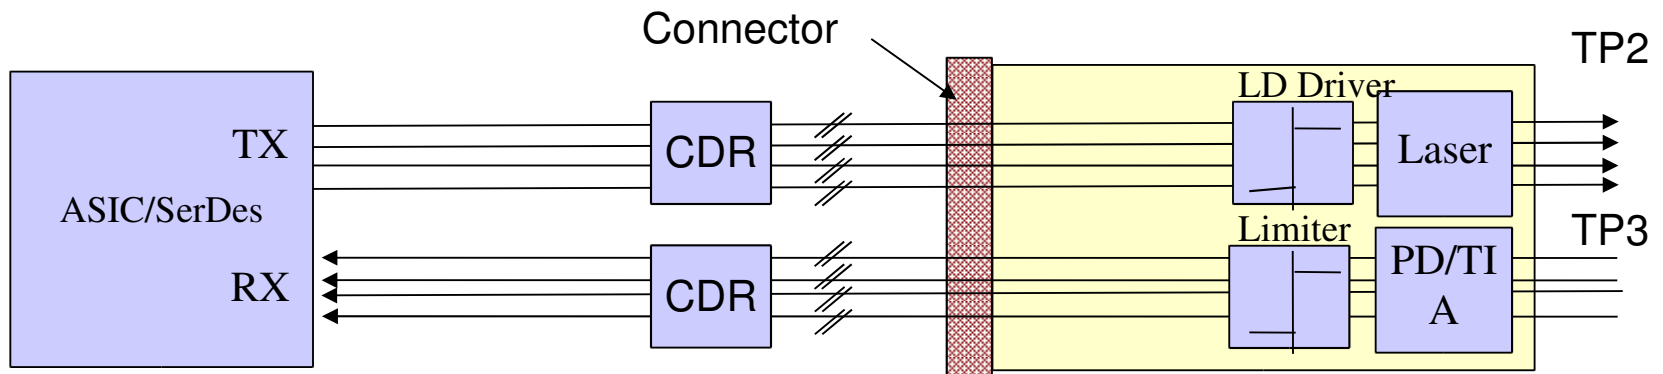 Connector
TP2
LD Driver
TX
CDR
Laser
ASIC/SerDes
Limiter
TP3
RX
CDR
PD/TI
A